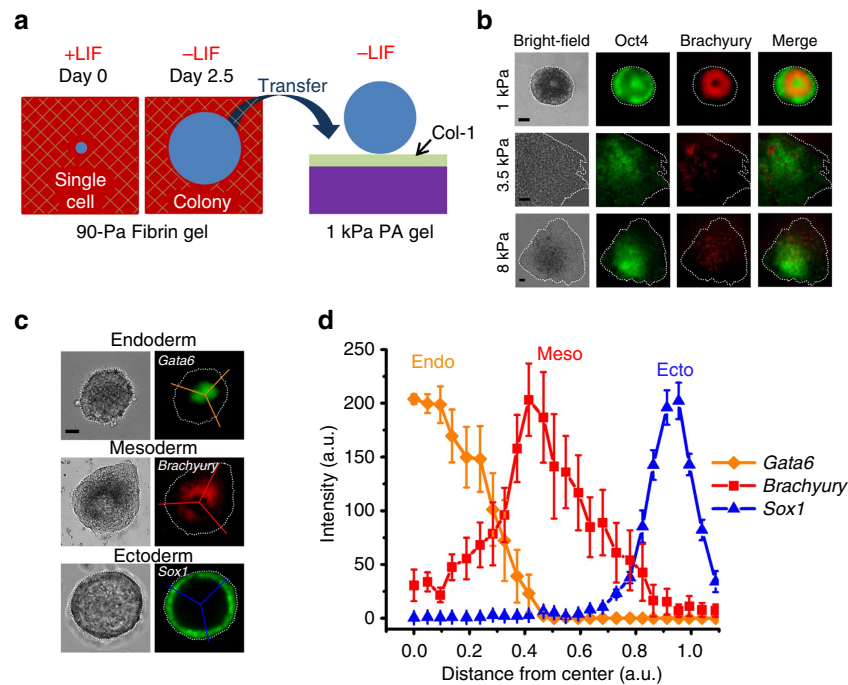 a
+LIF
Day 0
–LIF
Day 2.5
Transfer
–LIF
Col-1
Single
cell
Colony
90-Pa Fibrin gel
1 kPa PA gel
b
Bright-field Oct4 Brachyury Merge
1 kPa
3.5 kPa
8 kPa
c
Endoderm
Gata6
Mesoderm
Brachyury
Ectoderm
Sox1
d
Endo
Meso
Ecto
250
200
150
100
50
0
Intensity (a.u.)
0.0 0.2 0.4 0.6 0.8 1.0
Distance from center (a.u.)
Gata6
Brachyury
Sox1